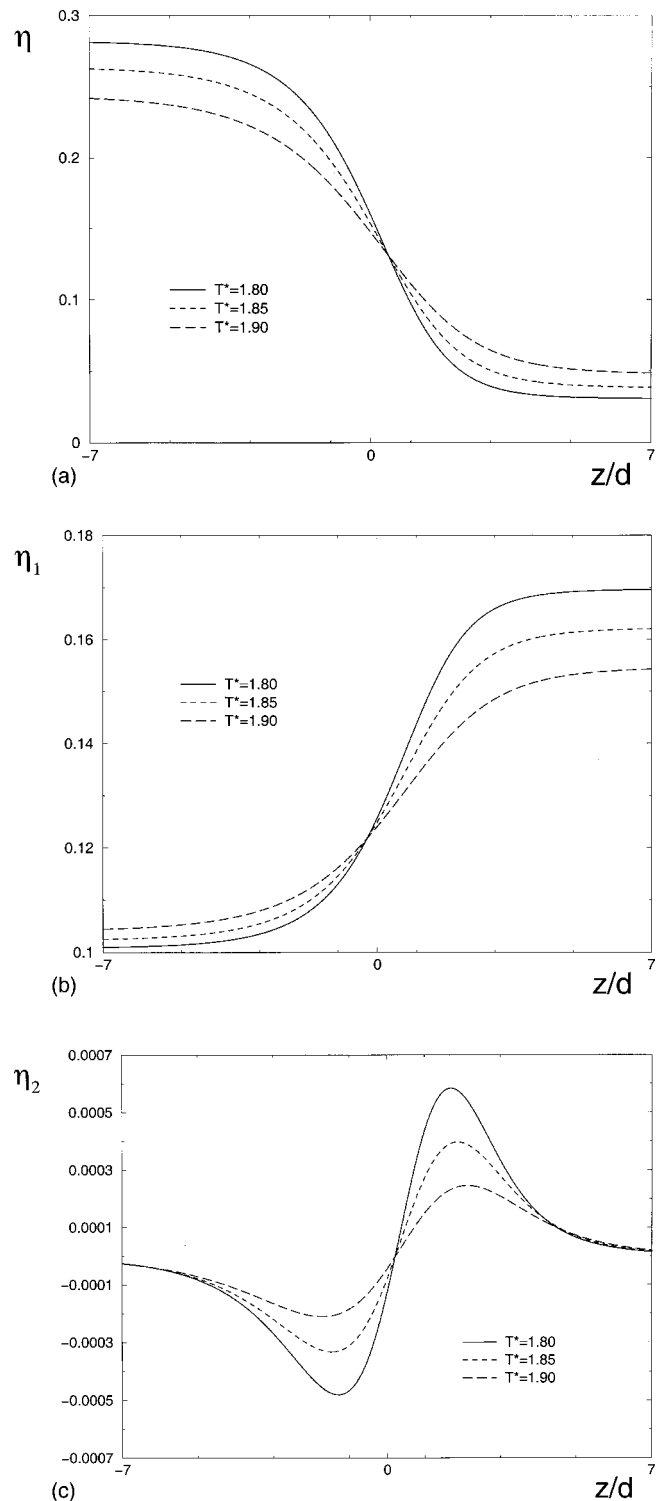 η
0.3
0.2
0.1
0
T*=1.80
T*=1.85
T*=1.90
-7
0
7
(a)
z/d
η1
0.18
0.16
0.14
0.12
0.1
T*=1.80
T*=1.85
T*=1.90
-7
0
7
(b)
z/d
η2
0.0007
0.0005
0.0003
0.0001
-0.0001
-0.0003
-0.0005
-0.0007
T*=1.80
T*=1.85
T*=1.90
-7
0
7
(c)
z/d